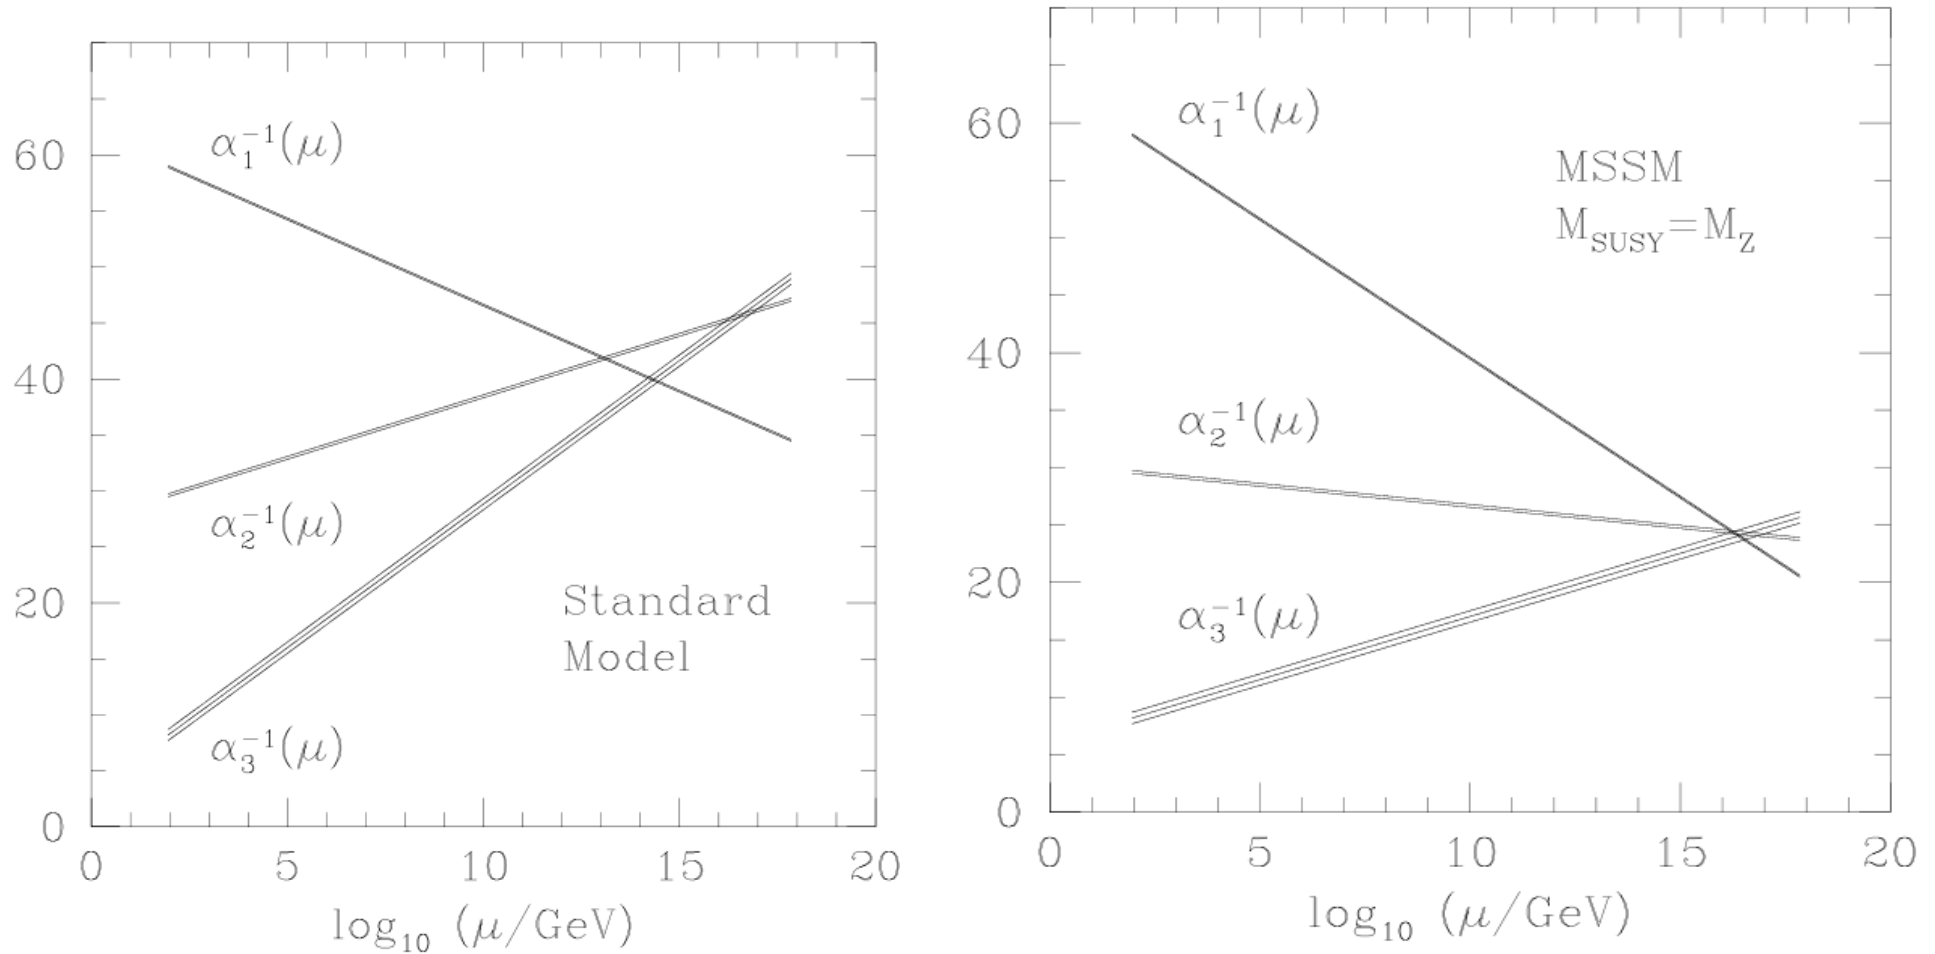 60
40
20
0
0 5 10 15 20
α₁⁻¹(μ)
α₂⁻¹(μ)
α₃⁻¹(μ)
Standard
Model
log₁₀ (μ/GeV)
60
40
20
0
0 5 10 15 20
α₁⁻¹(μ)
MSSM
M_SUSY=M_Z
α₂⁻¹(μ)
α₃⁻¹(μ)
log₁₀ (μ/GeV)